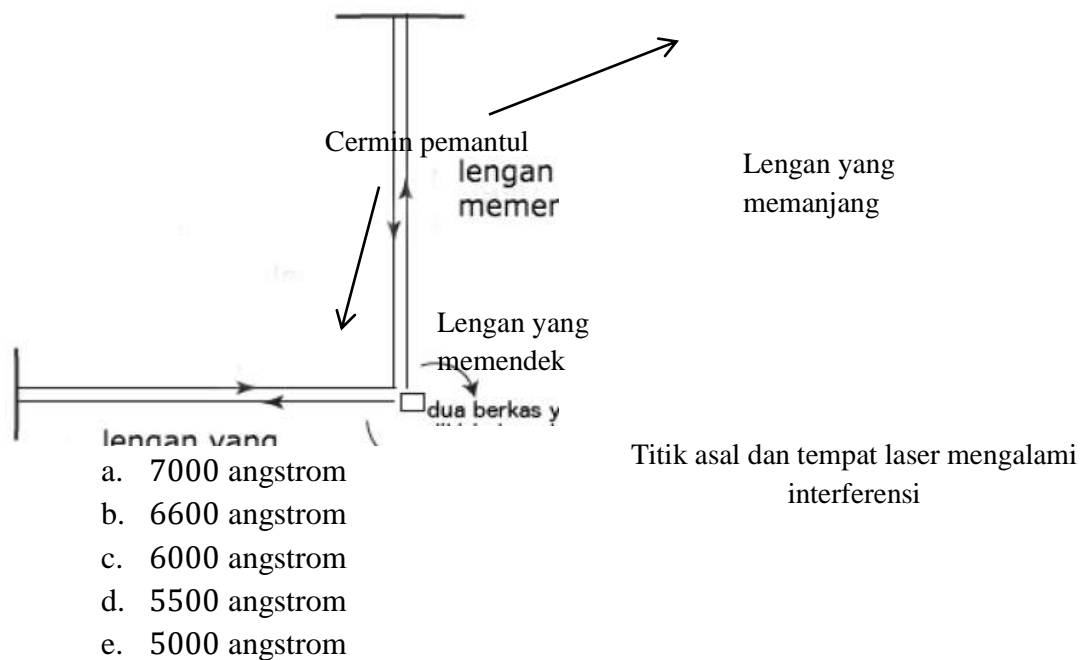 Cermin pemantul
lengan
memer
Lengan yang
memanjang
Lengan yang
memendek
dua berkas y
lengan yang
Titik asal dan tempat laser mengalami
interferensi
a. 7000 angstrom
b. 6600 angstrom
c. 6000 angstrom
d. 5500 angstrom
e. 5000 angstrom